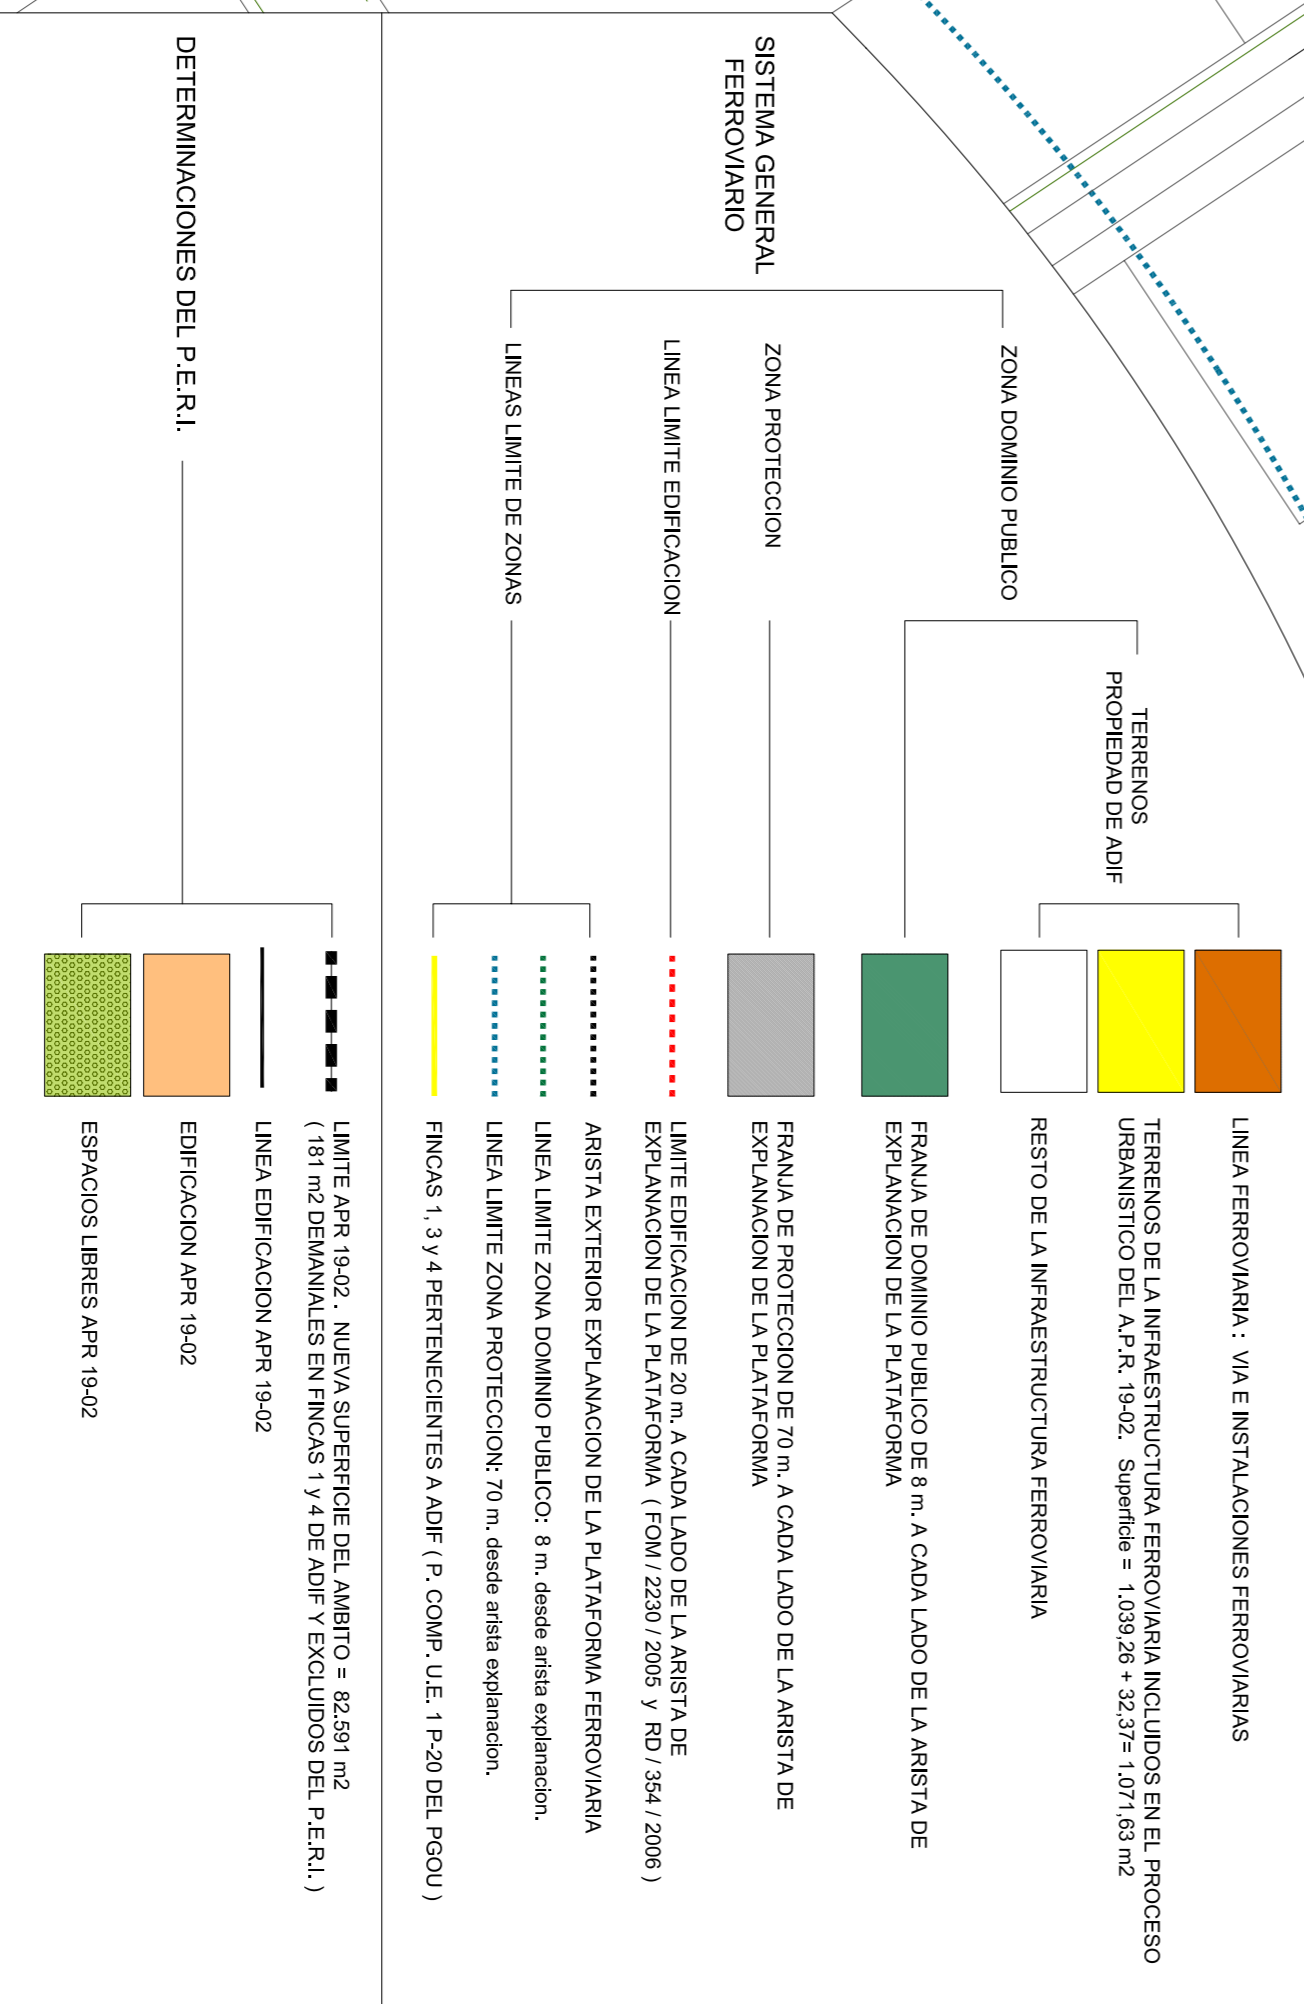 SISTEMA GENERAL
FERROVIARIO
ZONA DOMINIO PUBLICO
TERRENOS
PROPIEDAD DE ADIF
LINEA FERROVIARIA : VIA E INSTALACIONES FERROVIARIAS
TERRENOS DE LA INFRAESTRUCTURA FERROVIARIA INCLUIDOS EN EL PROCESO
URBANISTICO DEL A.P.R. 19-02. Superficie = 1.039,26 + 32,37= 1.071,63 m2
RESTO DE LA INFRAESTRUCTURA FERROVIARIA
FRANJA DE DOMINIO PUBLICO DE 8 m. A CADA LADO DE LA ARISTA DE
EXPLANACION DE LA PLATAFORMA
ZONA PROTECCION
FRANJA DE PROTECCION DE 70 m. A CADA LADO DE LA ARISTA DE
EXPLANACION DE LA PLATAFORMA
LINEA LIMITE EDIFICACION
LIMITE EDIFICACION DE 20 m. A CADA LADO DE LA ARISTA DE
EXPLANACION DE LA PLATAFORMA ( FOM / 2230 / 2005 y RD / 354 / 2006 )
LINEAS LIMITE DE ZONAS
ARISTA EXTERIOR EXPLANACION DE LA PLATAFORMA FERROVIARIA
LINEA LIMITE ZONA DOMINIO PUBLICO: 8 m. desde arista explanacion.
LINEA LIMITE ZONA PROTECCION: 70 m. desde arista explanacion.
FINCAS 1, 3 y 4 PERTENECIENTES A ADIF ( P. COMP. U.E. 1 P-20 DEL PGOU )
DETERMINACIONES DEL P.E.R.I.
LIMITE APR 19-02 . NUEVA SUPERFICIE DEL AMBITO = 82.591 m2
( 181 m2 DEMANIALES EN FINCAS 1 y 4 DE ADIF Y EXCLUIDOS DEL P.E.R.I. )
LINEA EDIFICACION APR 19-02
EDIFICACION APR 19-02
ESPACIOS LIBRES APR 19-02